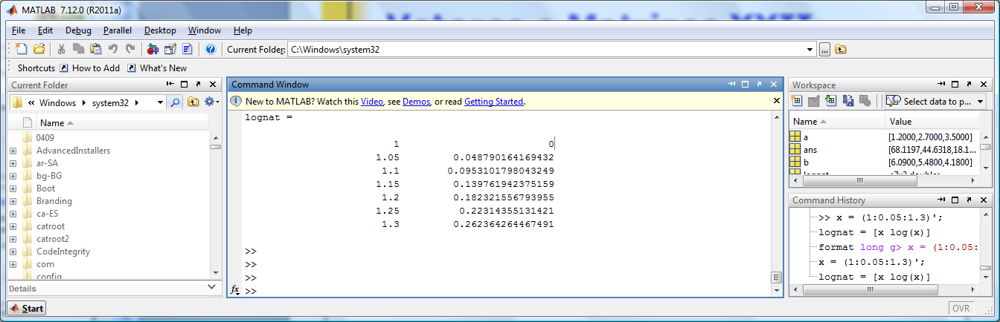 MATLAB 7.12.0 (R2011a)
File Edit Debug Parallel Desktop Window Help
Current Folder: C:\Windows\system32 ...
Shortcuts How to Add What's New
Current Folder
« Windows ▸ system32 ▸
Name
0409
AdvancedInstallers
ar-SA
bg-BG
Boot
Branding
ca-ES
catroot
catroot2
CodeIntegrity
com
config
Details
Command Window
New to MATLAB? Watch this Video, see Demos, or read Getting Started.
lognat =
1 0
1.05 0.048790164169432
1.1 0.0953101798043249
1.15 0.139761942375159
1.2 0.182321556793955
1.25 0.22314355131421
1.3 0.262364264467491
>>
>>
>>
fx >>
Workspace
Select data to p...
Name Value
a [1.2000,2.7000,3.5000]
ans [68.1197,44.6318,18.1...
b [6.0900,5.4800,4.1800]
lognat <7x2 double>
Command History
>> x = (1:0.05:1.3)';
lognat = [x log(x)]
format long g> x = (1:0.05:
x = (1:0.05:1.3)';
lognat = [x log(x)]
Start
OVR